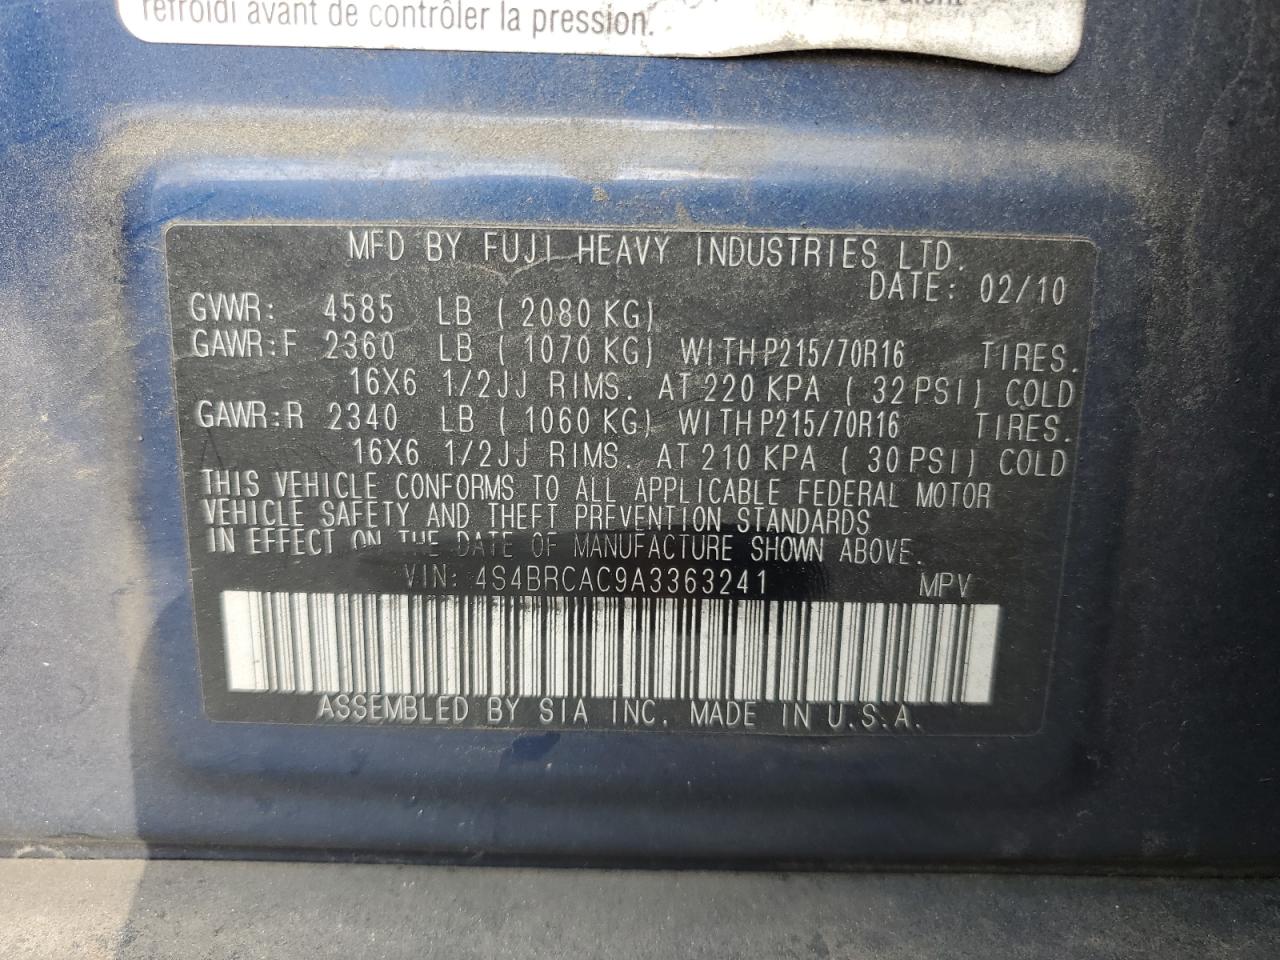 refroidi avant de contrôler la pression.
MFD BY FUJI HEAVY INDUSTRIES LTD.
DATE: 02/10
GVWR: 4585 LB ( 2080 KG)
GAWR:F 2360 LB ( 1070 KG) WITH P215/70R16 TIRES.
16X6 1/2JJ RIMS. AT 220 KPA ( 32 PSI) COLD
GAWR:R 2340 LB ( 1060 KG) WITH P215/70R16 TIRES.
16X6 1/2JJ RIMS. AT 210 KPA ( 30 PSI) COLD
THIS VEHICLE CONFORMS TO ALL APPLICABLE FEDERAL MOTOR
VEHICLE SAFETY AND THEFT PREVENTION STANDARDS
IN EFFECT ON THE DATE OF MANUFACTURE SHOWN ABOVE.
VIN: 4S4BRCAC9A3363241 MPV
ASSEMBLED BY SIA INC. MADE IN U.S.A.